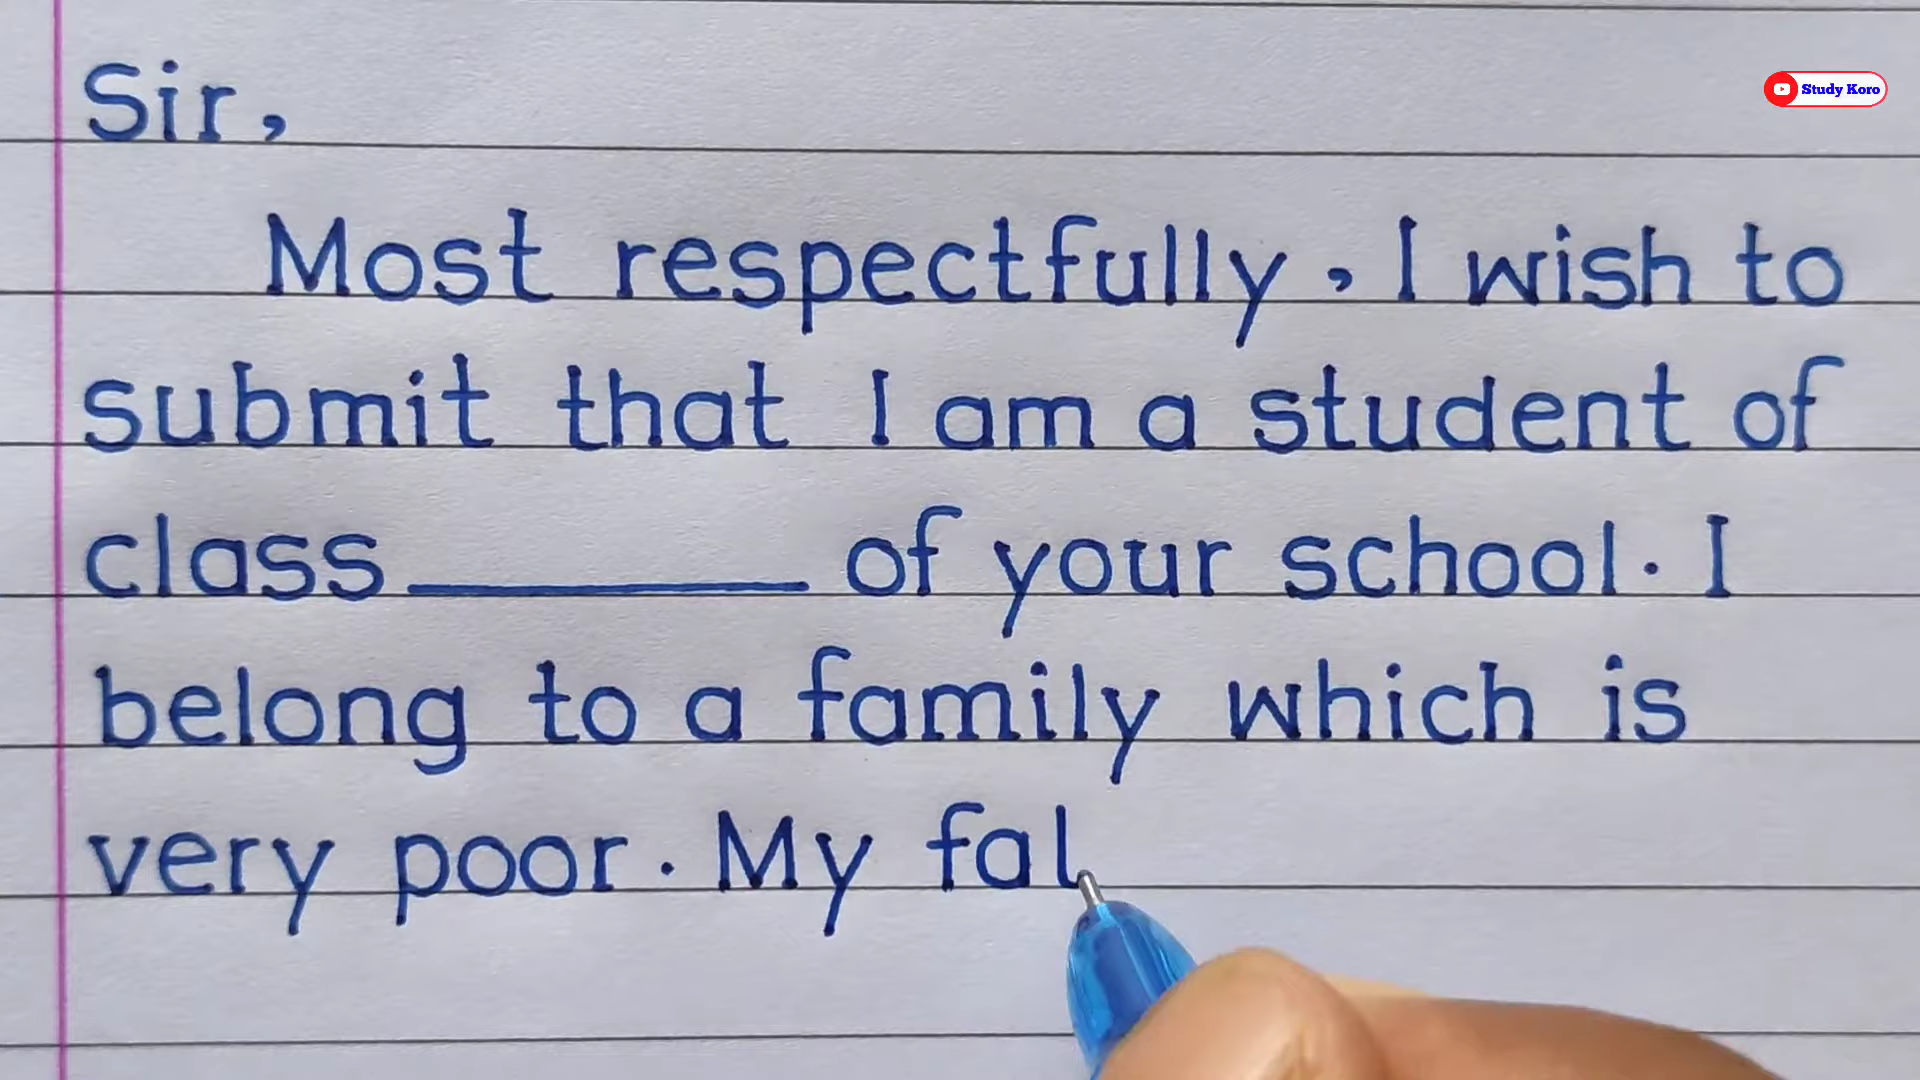 Sir,
Study Koro
Most respectfully, I wish to
submit that I am a student of
class ________ of your school. I
belong to a family which is
very poor. My